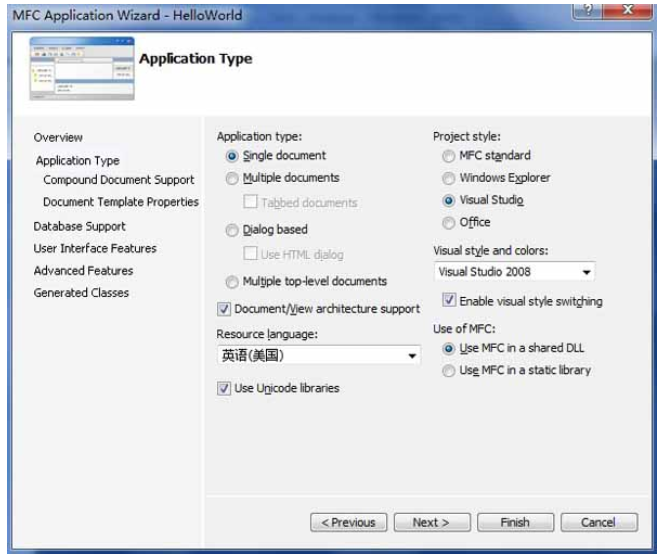 MFC Application Wizard - HelloWorld
Application Type
Overview
Application Type
Compound Document Support
Document Template Properties
Database Support
User Interface Features
Advanced Features
Generated Classes
Application type:
Single document
Multiple documents
Tabbed documents
Dialog based
Use HTML dialog
Multiple top-level documents
Document/View architecture support
Resource language:
英语(美国)
Use Unicode libraries
Project style:
MFC standard
Windows Explorer
Visual Studio
Office
Visual style and colors:
Visual Studio 2008
Enable visual style switching
Use of MFC:
Use MFC in a shared DLL
Use MFC in a static library
< Previous
Next >
Finish
Cancel